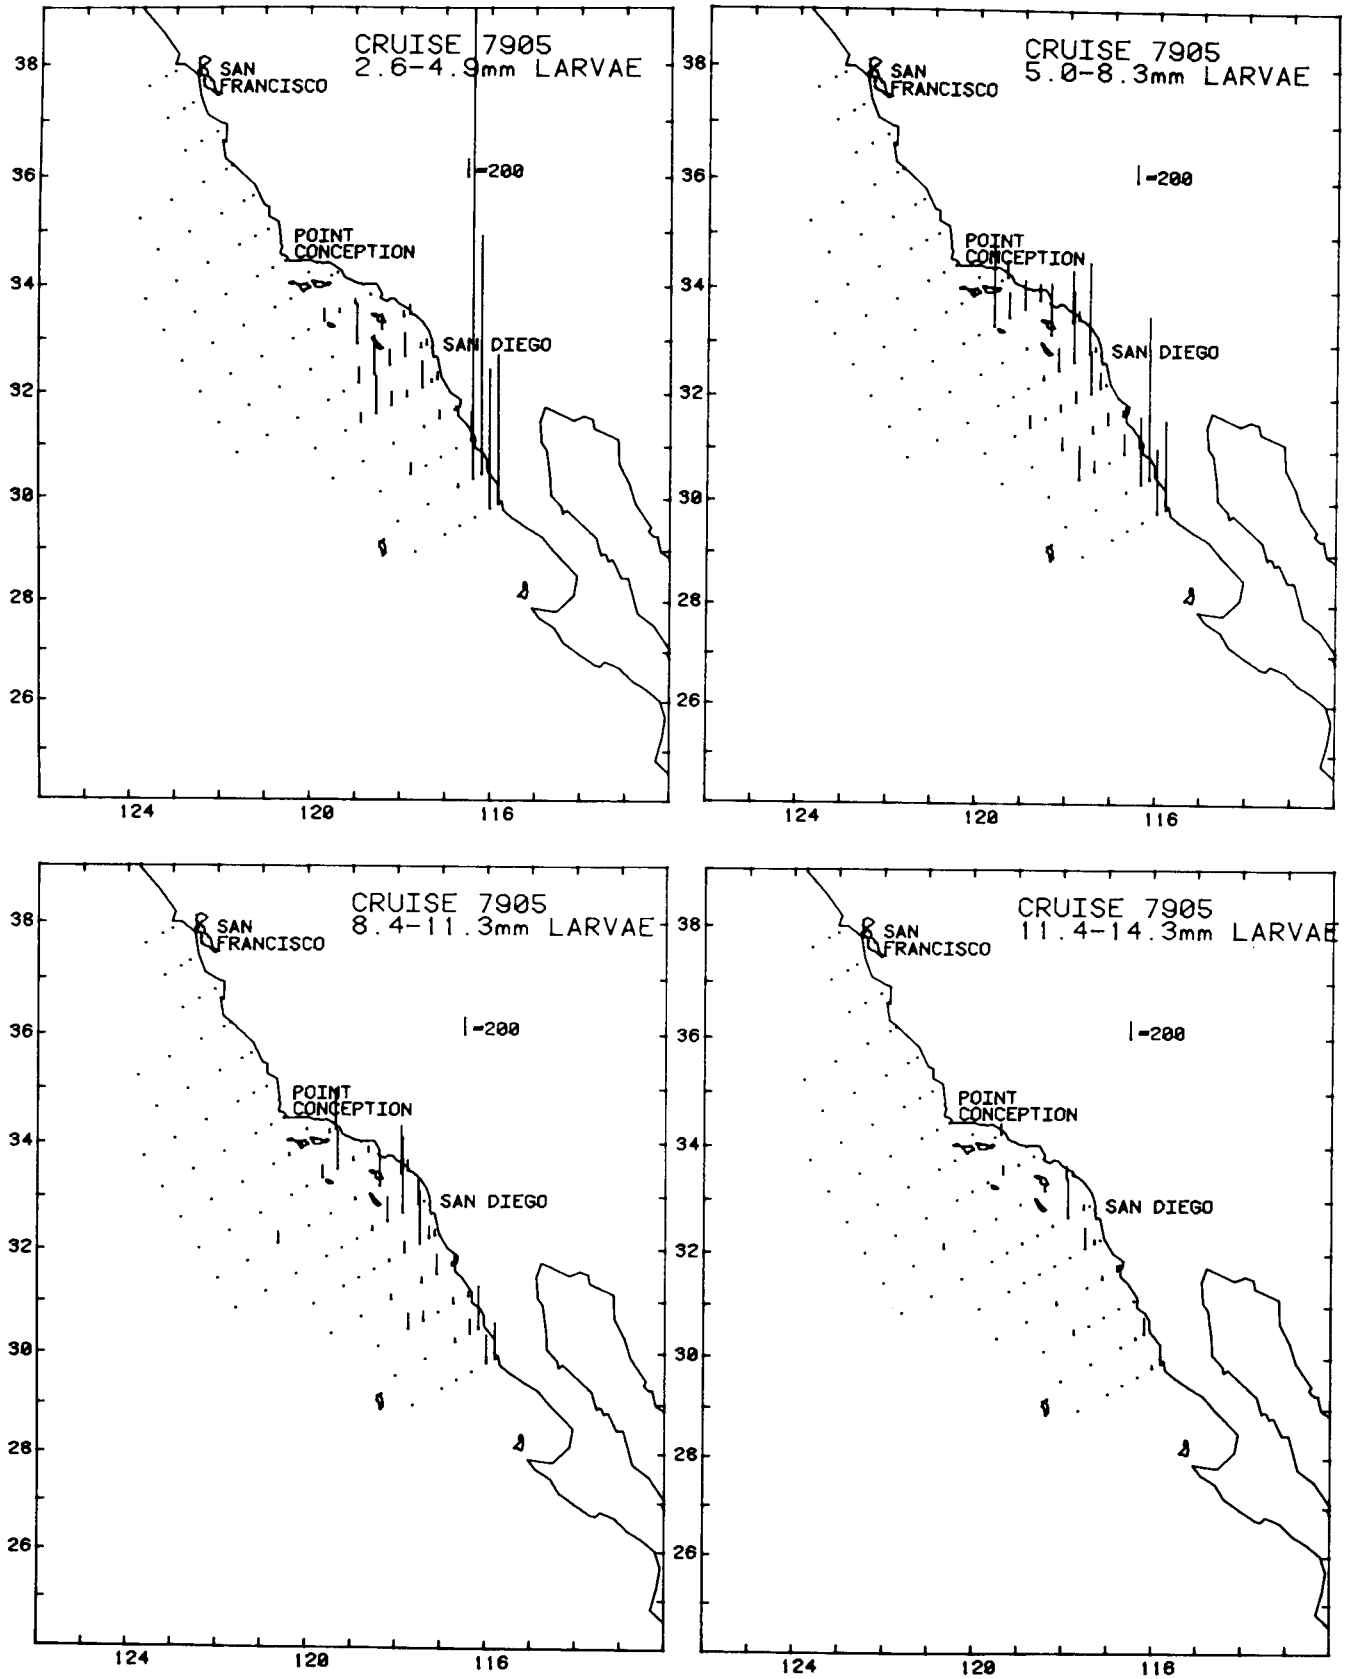 CRUISE 7905
2.6-4.9mm LARVAE
38
SAN
FRANCISCO
36
=200
POINT
CONCEPTION
34
SAN DIEGO
32
30
28
26
124
120
116
CRUISE 7905
5.0-8.3mm LARVAE
38
SAN
FRANCISCO
36
=200
POINT
CONCEPTION
34
SAN DIEGO
32
30
28
26
124
120
116
CRUISE 7905
8.4-11.3mm LARVAE
38
SAN
FRANCISCO
36
=200
POINT
CONCEPTION
34
SAN DIEGO
32
30
28
26
124
120
116
CRUISE 7905
11.4-14.3mm LARVAE
38
SAN
FRANCISCO
36
=200
POINT
CONCEPTION
34
SAN DIEGO
32
30
28
26
124
120
116